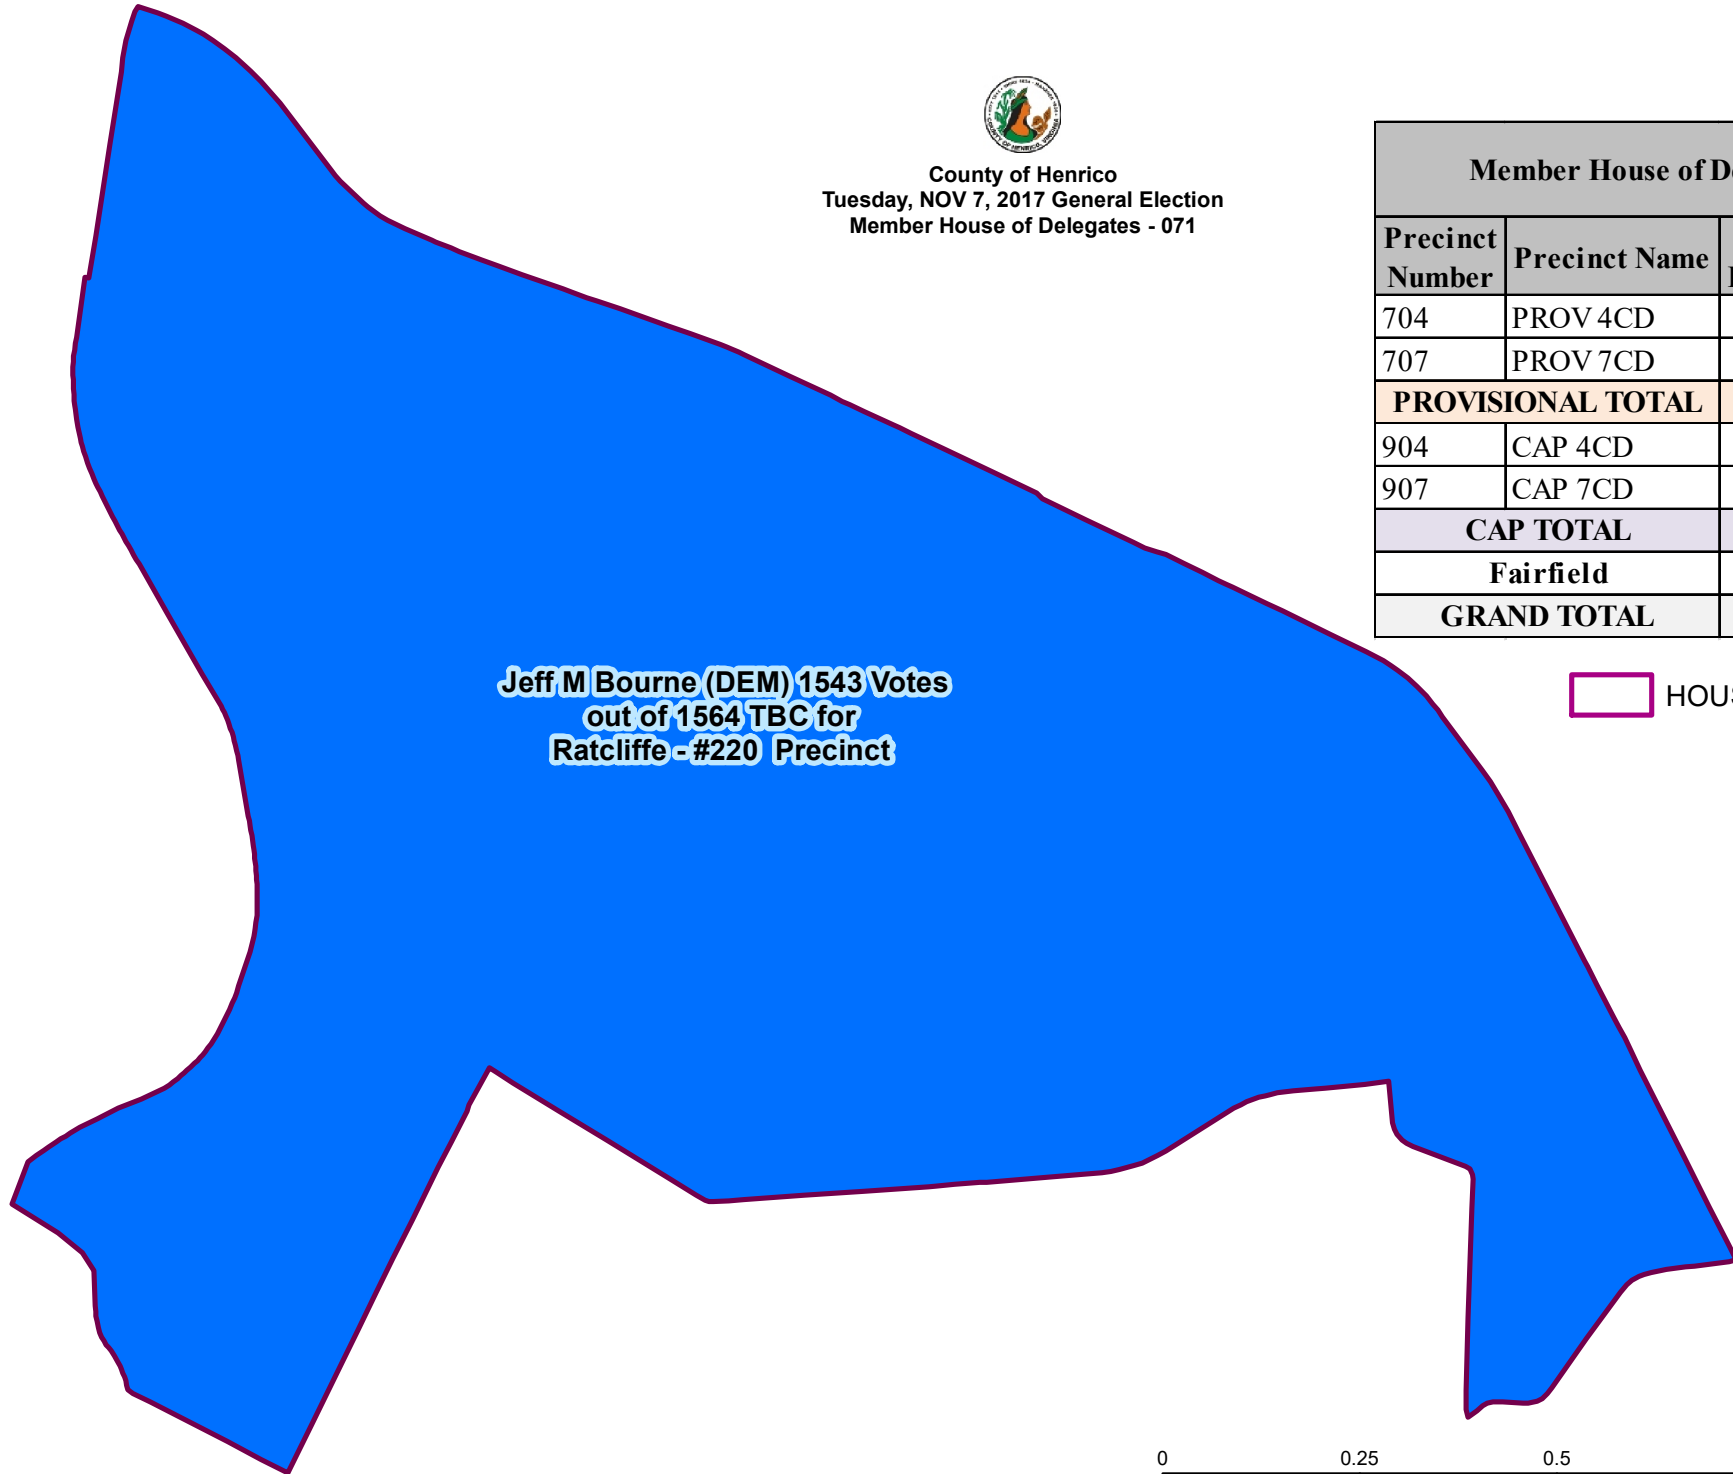 County of Henrico
Tuesday, NOV 7, 2017 General Election
Member House of Delegates - 071
Member House of D
Precinct Number
Precinct Name
704 PROV 4CD
707 PROV 7CD
PROVISIONAL TOTAL
904 CAP 4CD
907 CAP 7CD
CAP TOTAL
Fairfield
GRAND TOTAL
HOUS
Jeff M Bourne (DEM) 1543 Votes
out of 1564 TBC for
Ratcliffe - #220 Precinct
0 0.25 0.5